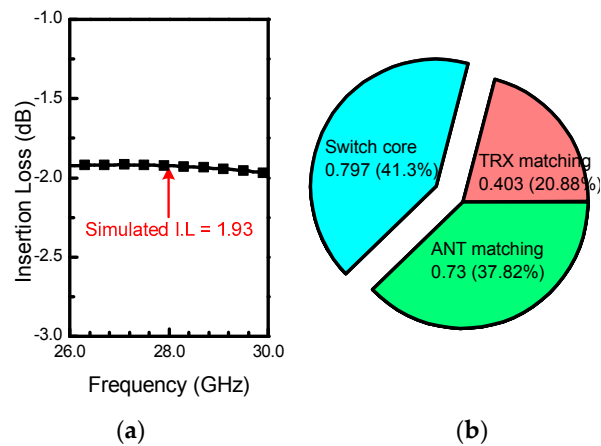 -1.0
-1.5
-2.0
-2.5
-3.0
Insertion Loss (dB)
Simulated I.L = 1.93
26.0
28.0
30.0
Frequency (GHz)
(a)
Switch core
0.797 (41.3%)
TRX matching
0.403 (20.88%)
ANT matching
0.73 (37.82%)
(b)